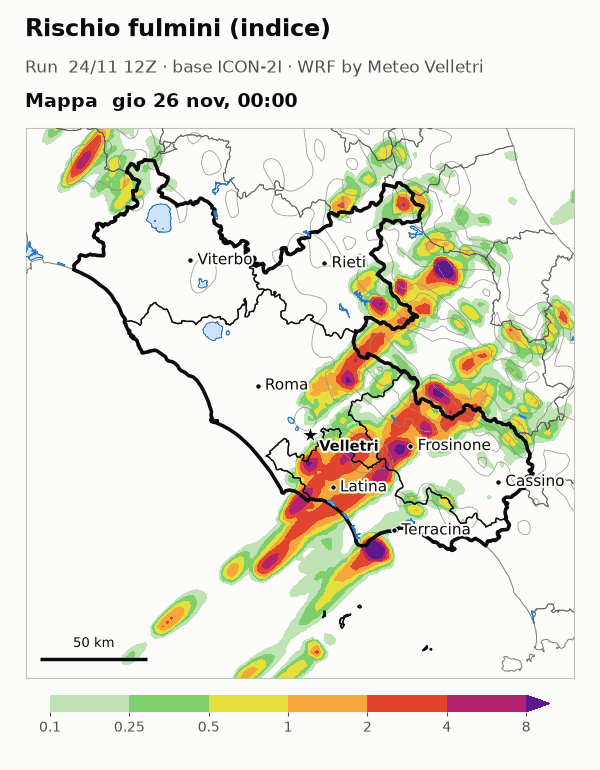 Rischio fulmini (indice)
Run 24/11 12Z · base ICON-2I · WRF by Meteo Velletri
Mappa gio 26 nov, 00:00
Viterbo
Rieti
Roma
Velletri
Frosinone
Latina
Cassino
Terracina
50 km
0.1 0.25 0.5 1 2 4 8